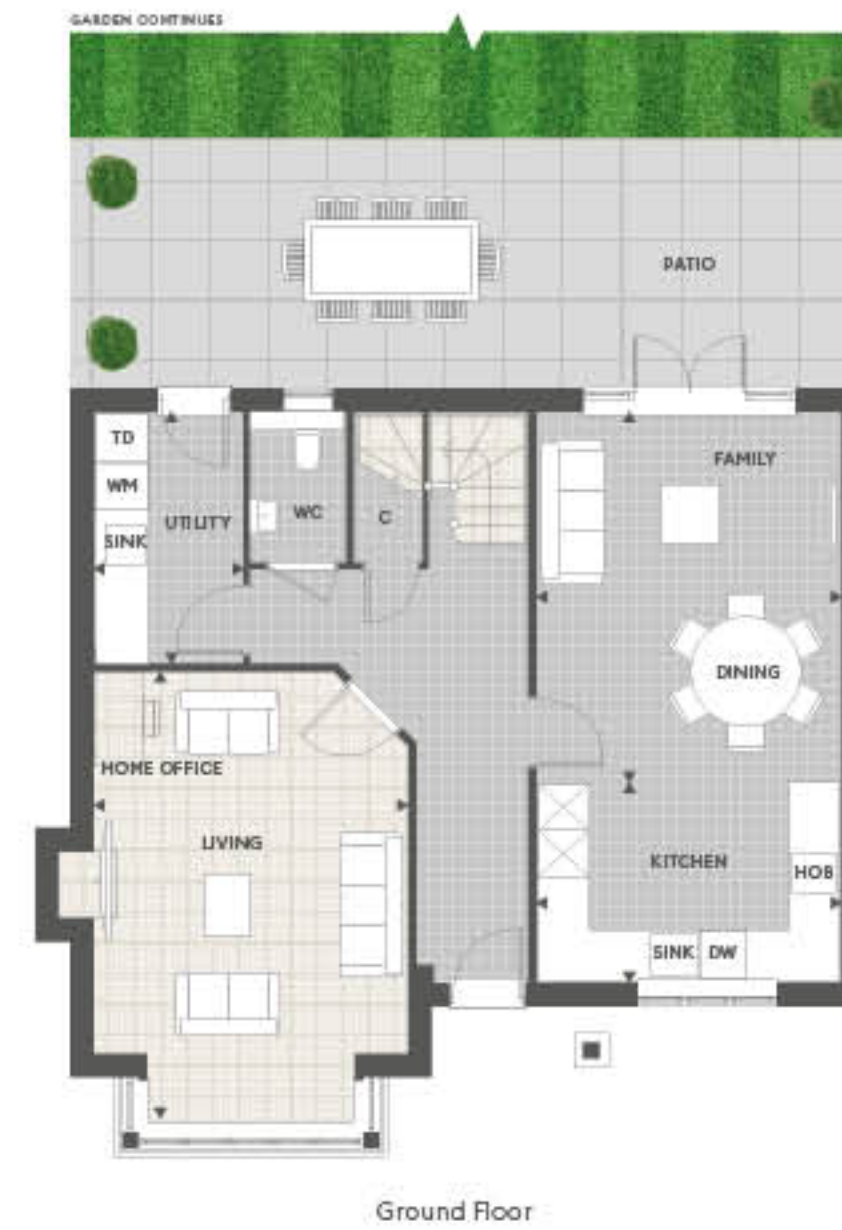 GARDEN CONTINUES
PATIO
TD
WM
SINK
UTILITY
WC
C
FAMILY
DINING
HOME OFFICE
LIVING
KITCHEN
HOB
SINK
DW
Ground Floor